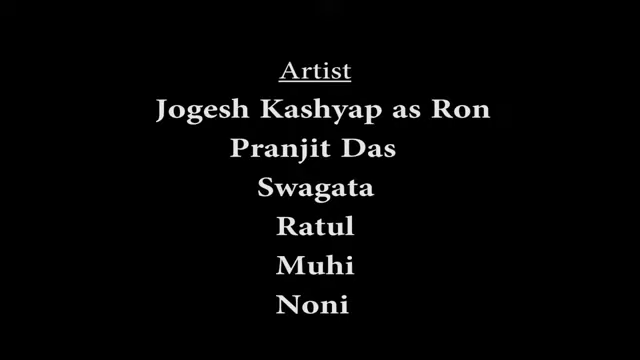 Artist
Jogesh Kashyap as Ron
Pranjit Das
Swagata
Ratul
Muhi
Noni